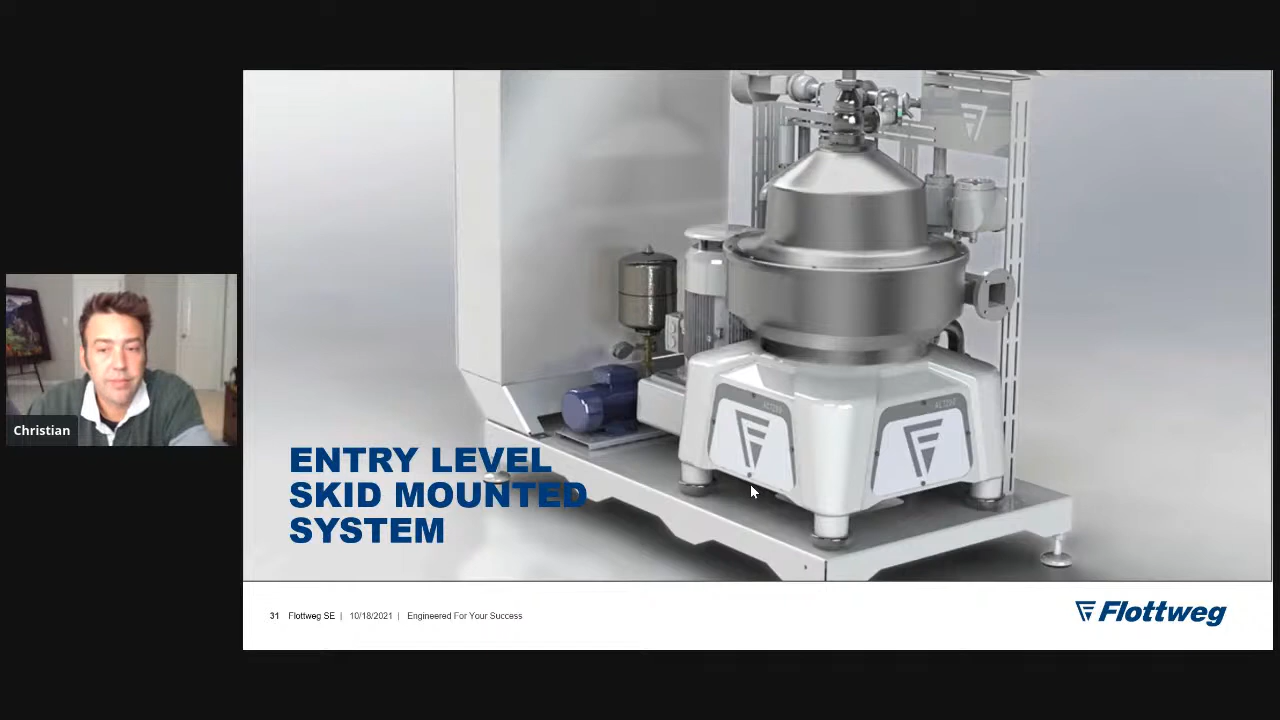 Christian
ENTRY LEVEL
SKID MOUNTED
SYSTEM
31 Flottweg SE | 10/18/2021 | Engineered For Your Success
Flottweg